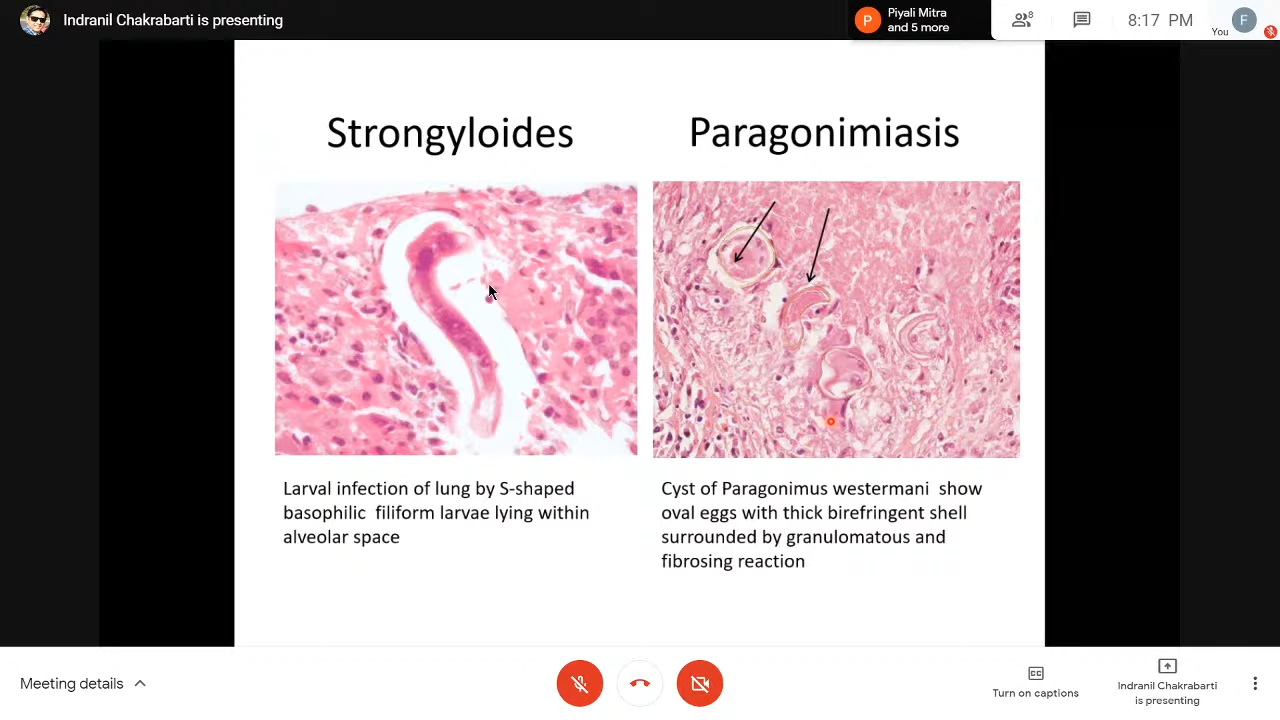 Indranil Chakrabarti is presenting
P
Piyali Mitra
and 5 more
8
8:17 PM
You
F
Strongyloides
Paragonimiasis
Larval infection of lung by S-shaped
basophilic filiform larvae lying within
alveolar space
Cyst of Paragonimus westermani show
oval eggs with thick birefringent shell
surrounded by granulomatous and
fibrosing reaction
Meeting details
CC
Turn on captions
Indranil Chakrabarti
is presenting